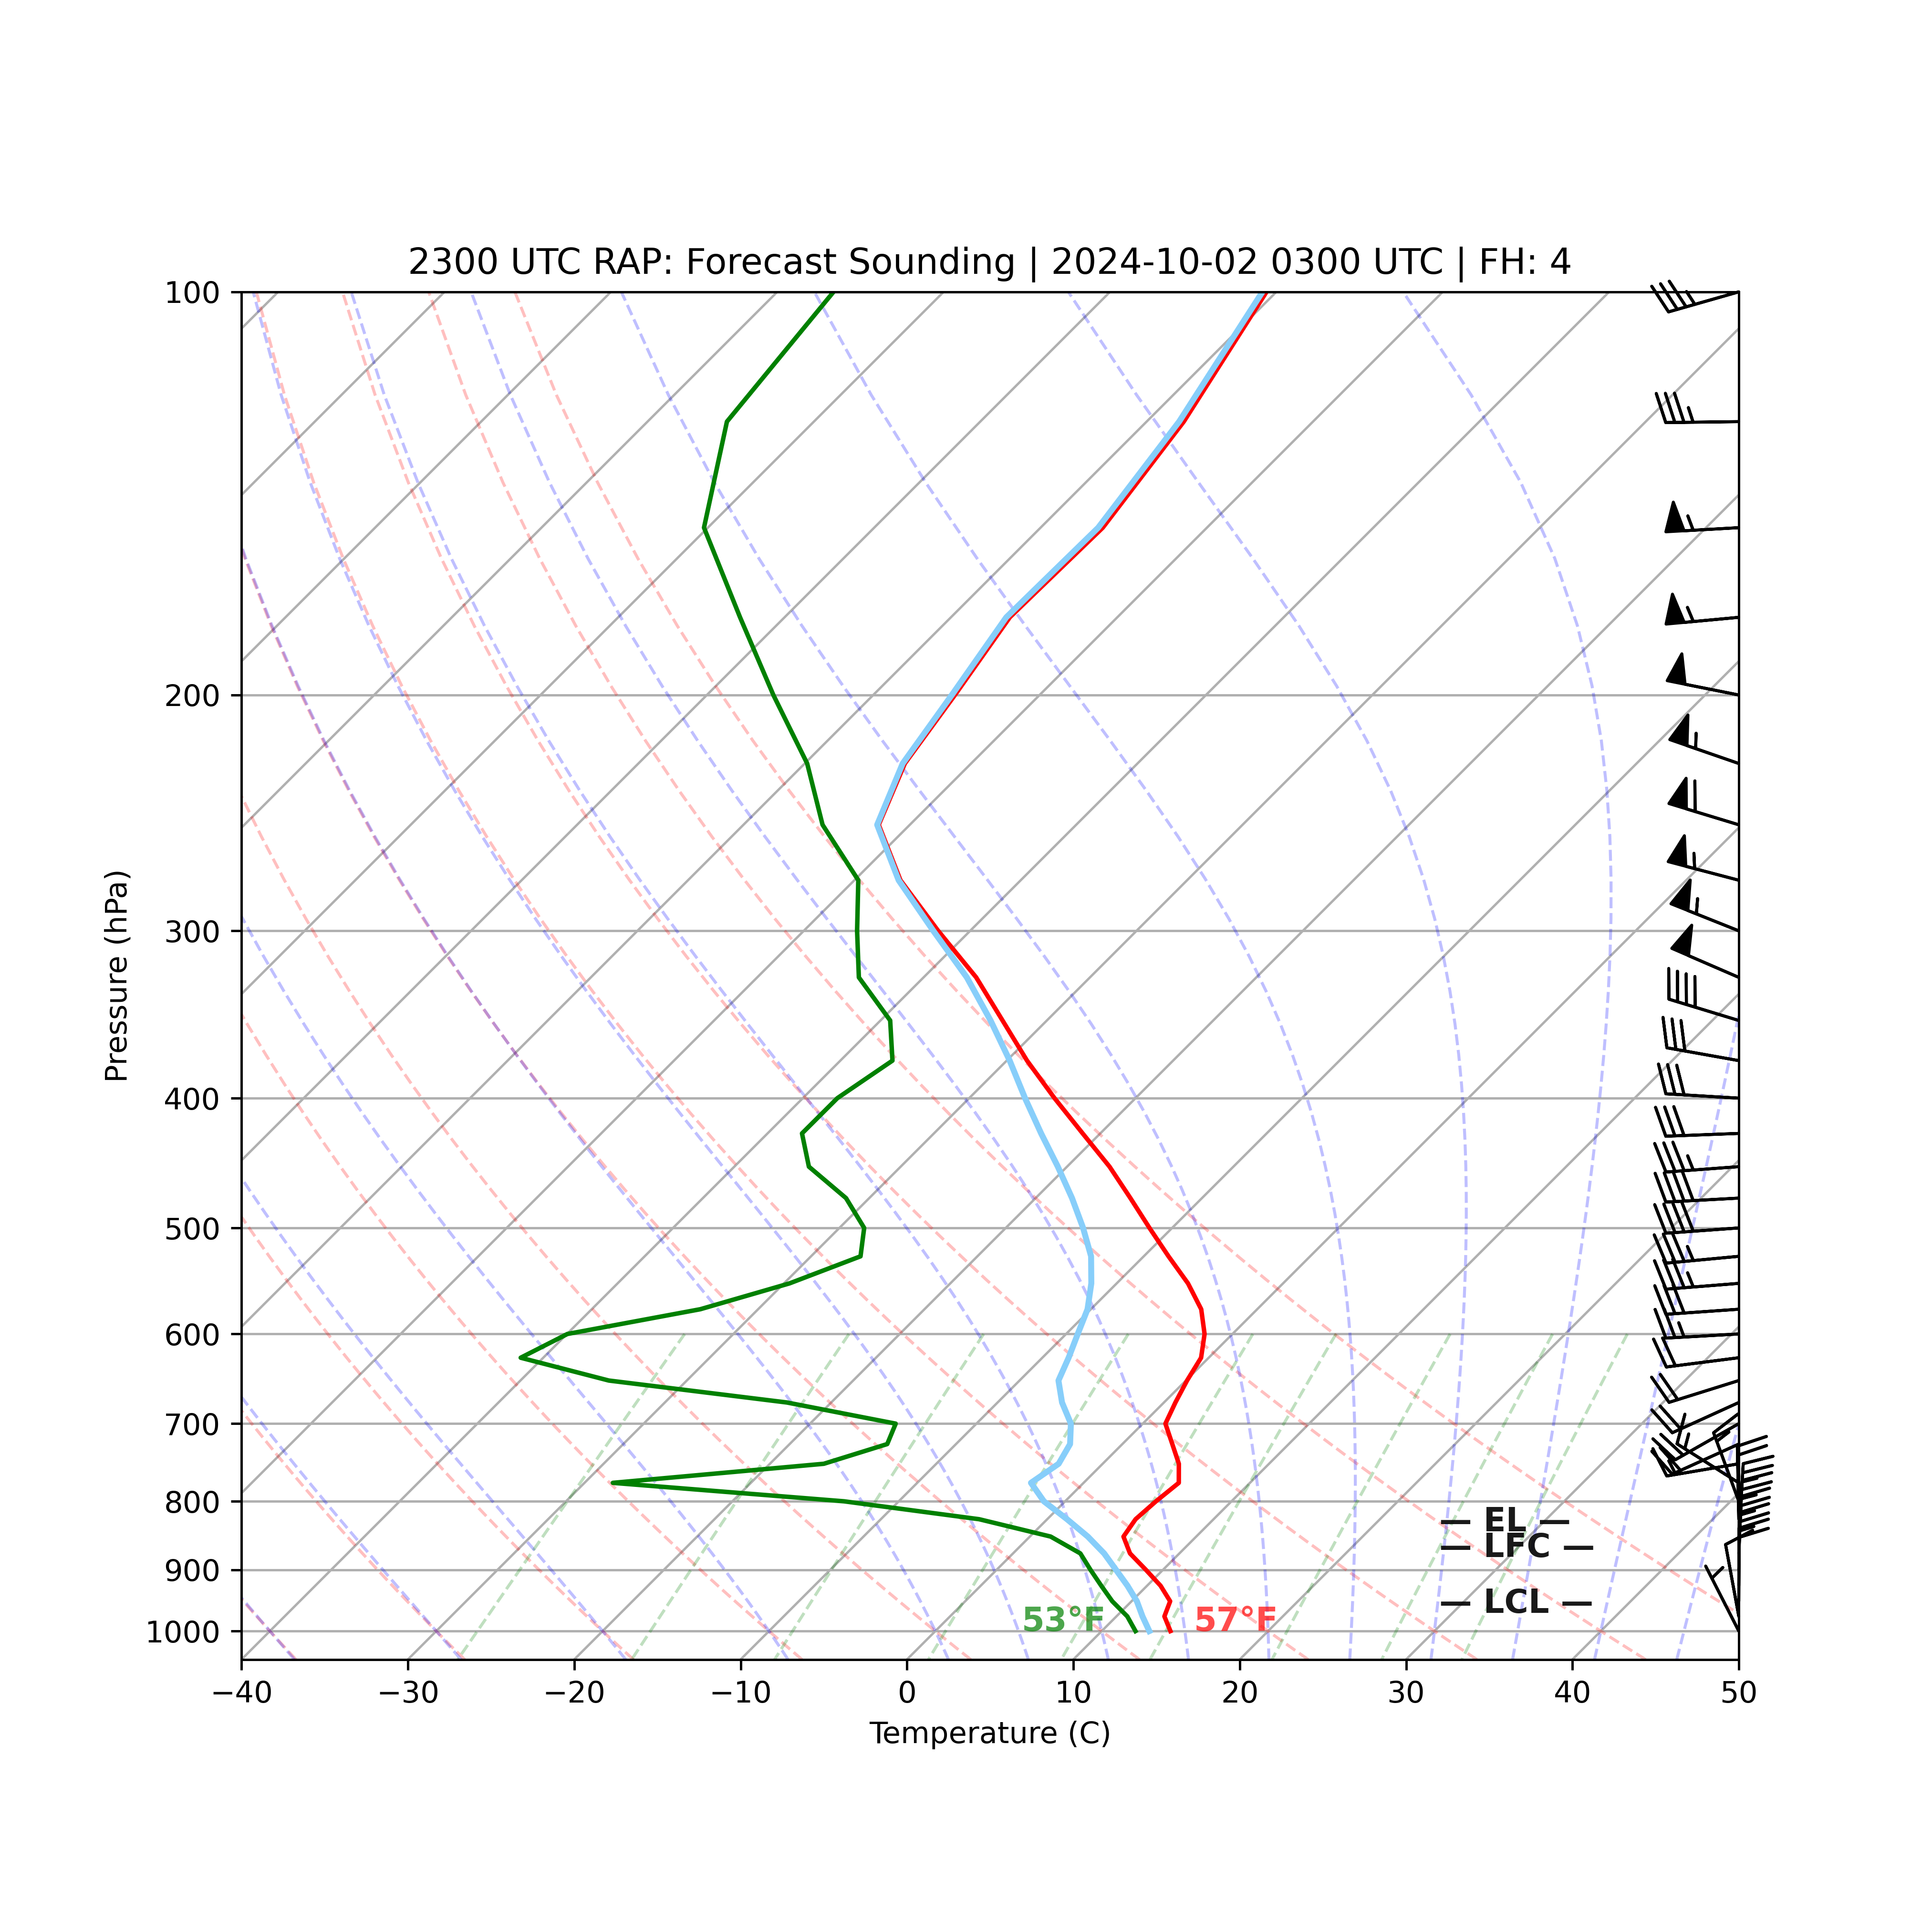 2300 UTC RAP: Forecast Sounding | 2024-10-02 0300 UTC | FH: 4
100
200
300
400
500
600
700
800
900
1000
Pressure (hPa)
— EL —
— LFC —
— LCL —
53°F 57°F
−40 −30 −20 −10 0 10 20 30 40 50
Temperature (C)